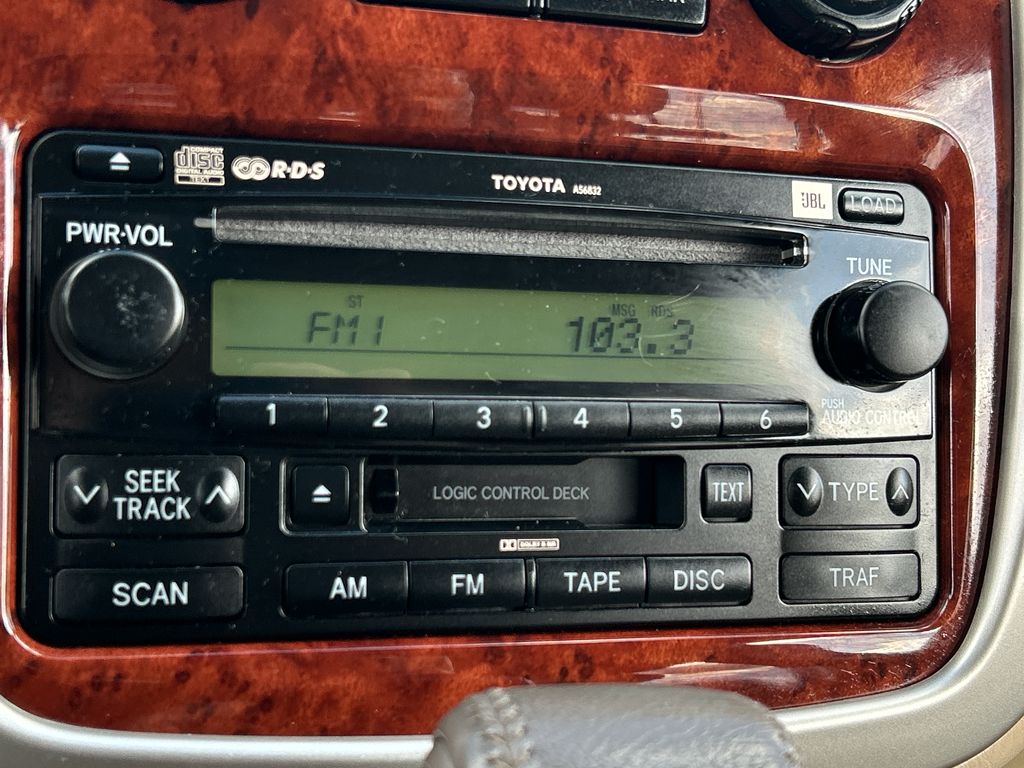 COMPACT
disc
DIGITAL AUDIO
TEXT
R·D·S
TOYOTA A56832
JBL
LOAD
PWR·VOL
TUNE
ST
MSG RDS
FM1
103.3
1 2 3 4 5 6
PUSH
AUDIO CONTROL
SEEK
TRACK
LOGIC CONTROL DECK
TEXT
TYPE
DOLBY B NR
SCAN
AM
FM
TAPE
DISC
TRAF